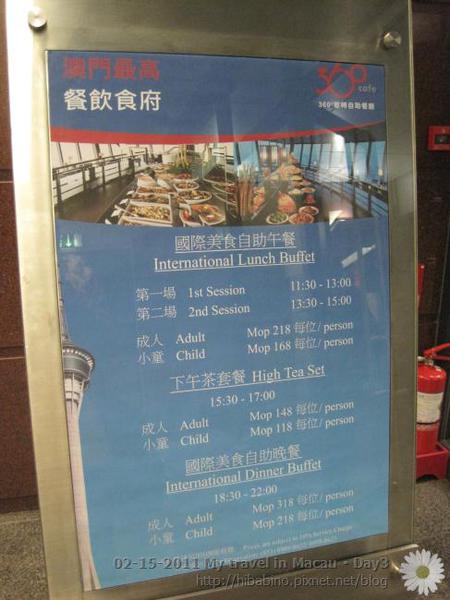 澳門最高
餐飲食府
360° cafe
360°旋轉自助餐廳
國際美食自助午餐
International Lunch Buffet
第一場 1st Session 11:30 - 13:00
第二場 2nd Session 13:30 - 15:00
成人 Adult Mop 218 每位/ person
小童 Child Mop 168 每位/ person
下午茶套餐 High Tea Set
15:30 - 17:00
成人 Adult Mop 148 每位/ person
小童 Child Mop 118 每位/ person
國際美食自助晚餐
International Dinner Buffet
18:30 - 22:00
成人 Adult Mop 318 每位/ person
小童 Child Mop 218 每位/ person
Prices are subject to 10% Service Charge
02-15-2011 My travel in Macau - Day3
http://hibabino.pixnet.net/blog